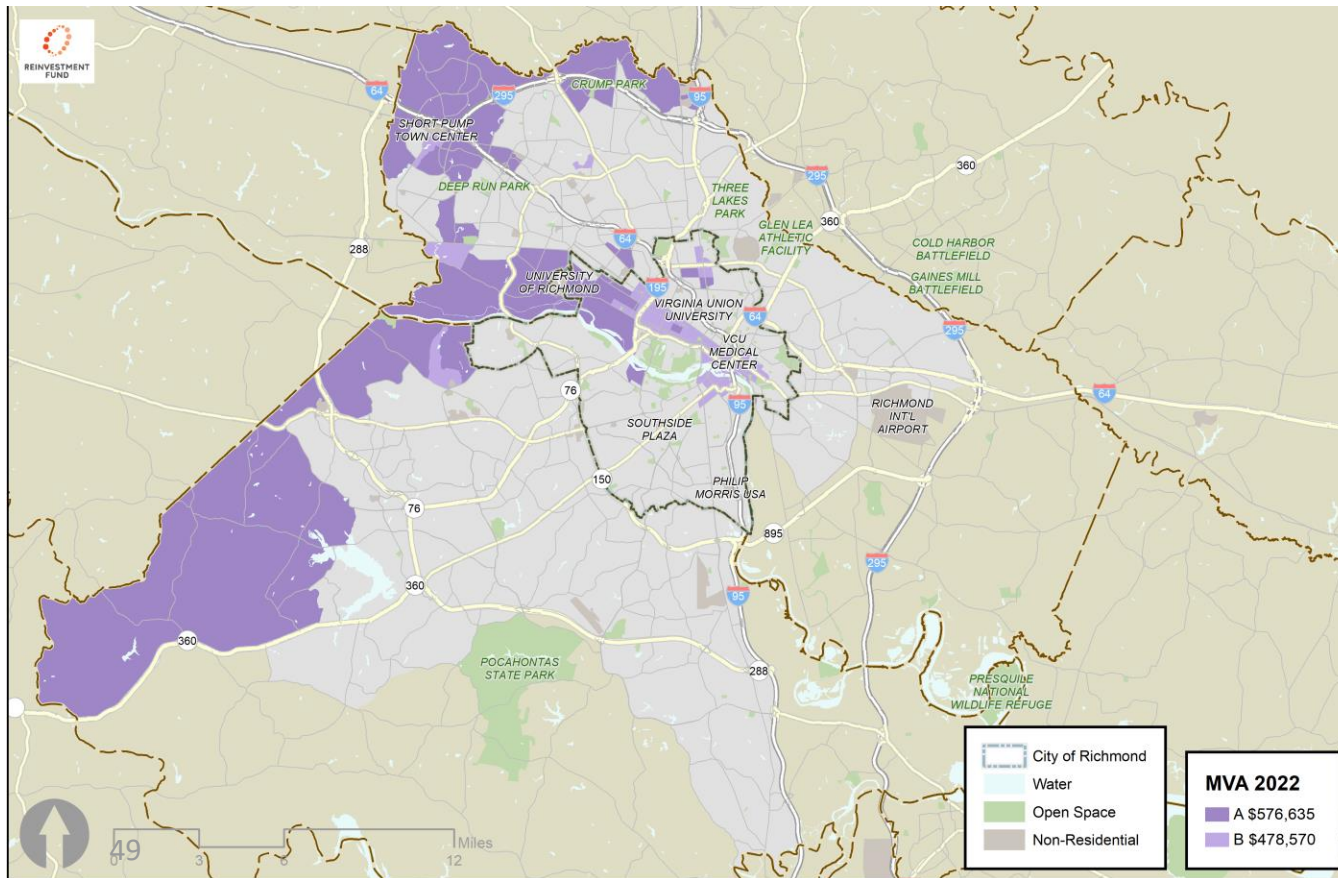 REINVESTMENT
FUND
64
295
CRUMP PARK
95
SHORT PUMP
TOWN CENTER
360
295
DEEP RUN PARK
THREE
LAKES
PARK
GLEN LEA
ATHLETIC
FACILITY
360
288
64
COLD HARBOR
BATTLEFIELD
GAINES MILL
BATTLEFIELD
UNIVERSITY
OF RICHMOND
195
VIRGINIA UNION
UNIVERSITY
64
295
VCU
MEDICAL
CENTER
76
95
64
RICHMOND
INT'L
AIRPORT
SOUTHSIDE
PLAZA
150
PHILIP
MORRIS USA
76
895
295
360
95
360
POCAHONTAS
STATE PARK
288
PRESQUILE
NATIONAL
WILDLIFE REFUGE
City of Richmond
Water
Open Space
Non-Residential
MVA 2022
A $576,635
B $478,570
49
Miles
0 3 6 12